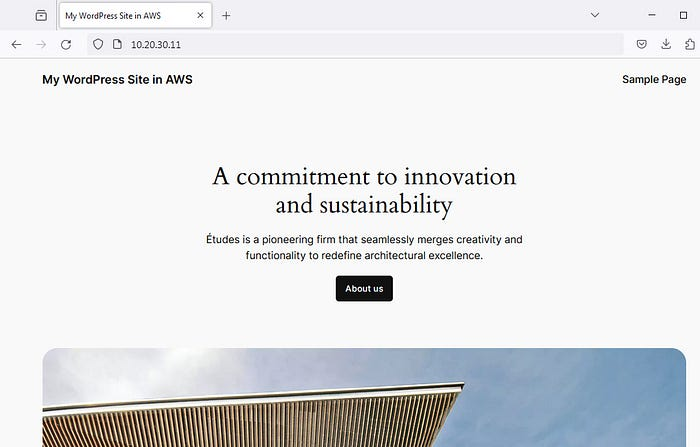 My WordPress Site in AWS
10.20.30.11
My WordPress Site in AWS
Sample Page
A commitment to innovation
and sustainability
Études is a pioneering firm that seamlessly merges creativity and
functionality to redefine architectural excellence.
About us